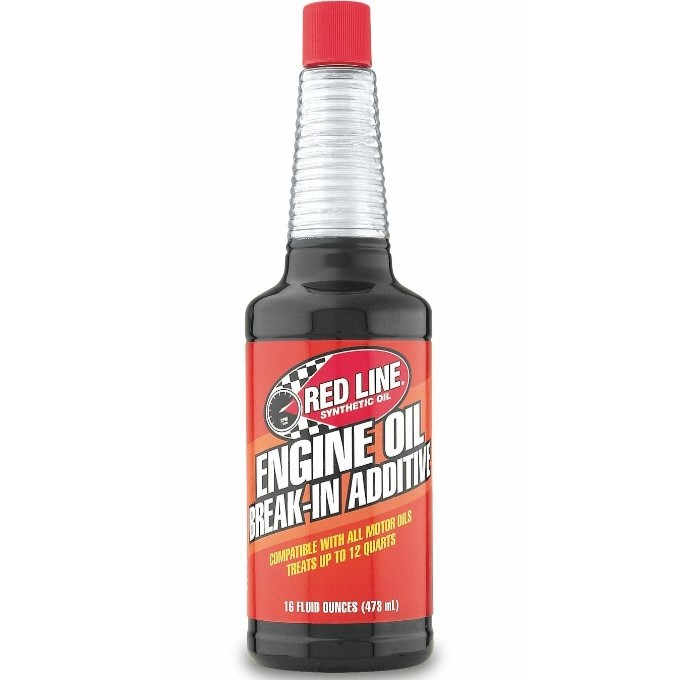 RED LINE®
SYNTHETIC OIL
ENGINE OIL
BREAK-IN ADDITIVE
COMPATIBLE WITH ALL MOTOR OILS
TREATS UP TO 12 QUARTS
16 FLUID OUNCES (473 mL)